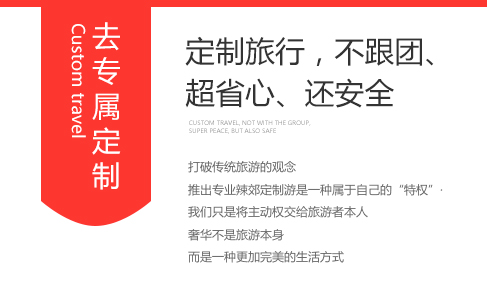 去专属定制
Custom travel
定制旅行，不跟团、
超省心、还安全
CUSTOM TRAVEL, NOT WITH THE GROUP,
SUPER PEACE, BUT ALSO SAFE
打破传统旅游的观念
推出专业辣郊定制游是一种属于自己的“特权”·
我们只是将主动权交给旅游者本人
奢华不是旅游本身
而是一种更加完美的生活方式